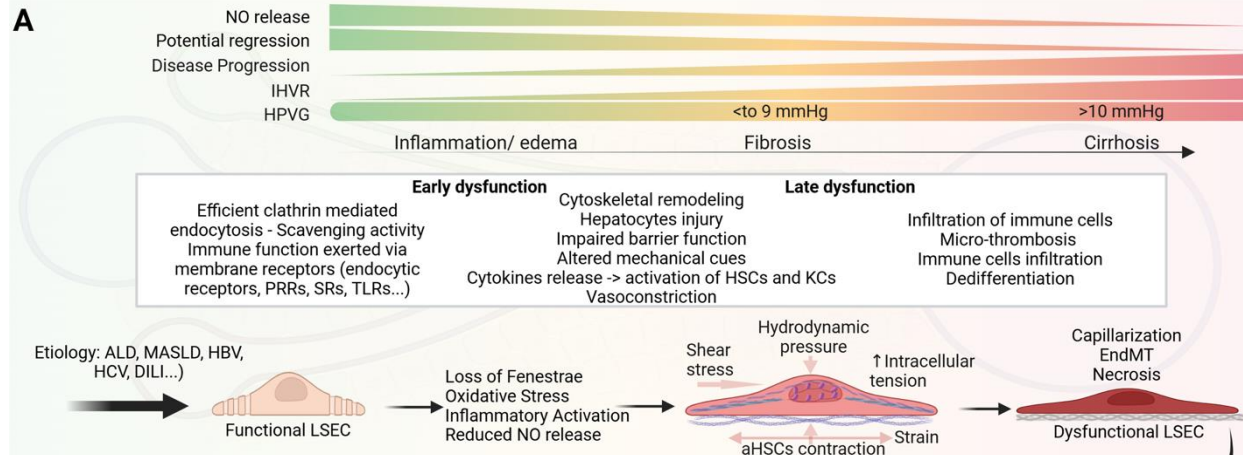 A
NO release
Potential regression
Disease Progression
IHVR
HPVG
<to 9 mmHg
>10 mmHg
Inflammation/ edema
Fibrosis
Cirrhosis
Early dysfunction
Late dysfunction
Efficient clathrin mediated
endocytosis - Scavenging activity
Immune function exerted via
membrane receptors (endocytic
receptors, PRRs, SRs, TLRs...)
Cytoskeletal remodeling
Hepatocytes injury
Impaired barrier function
Altered mechanical cues
Cytokines release -> activation of HSCs and KCs
Vasoconstriction
Infiltration of immune cells
Micro-thrombosis
Immune cells infiltration
Dedifferentiation
Etiology: ALD, MASLD, HBV,
HCV, DILI...)
Functional LSEC
Loss of Fenestrae
Oxidative Stress
Inflammatory Activation
Reduced NO release
Shear
stress
Hydrodynamic
pressure
↑Intracellular
tension
Strain
aHSCs contraction
Capillarization
EndMT
Necrosis
Dysfunctional LSEC